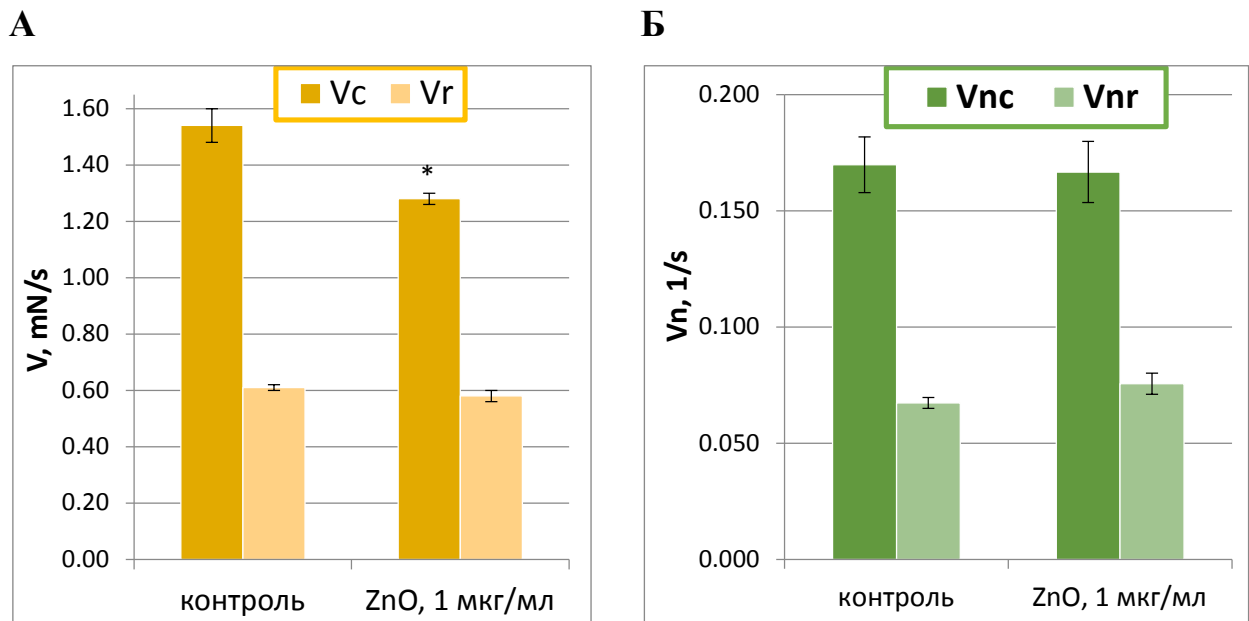 А
Vc Vr
V, mN/s
1.60
1.40
1.20
1.00
0.80
0.60
0.40
0.20
0.00
*
контроль
ZnO, 1 мкг/мл
Б
Vnc Vnr
Vn, 1/s
0.200
0.150
0.100
0.050
0.000
контроль
ZnO, 1 мкг/мл